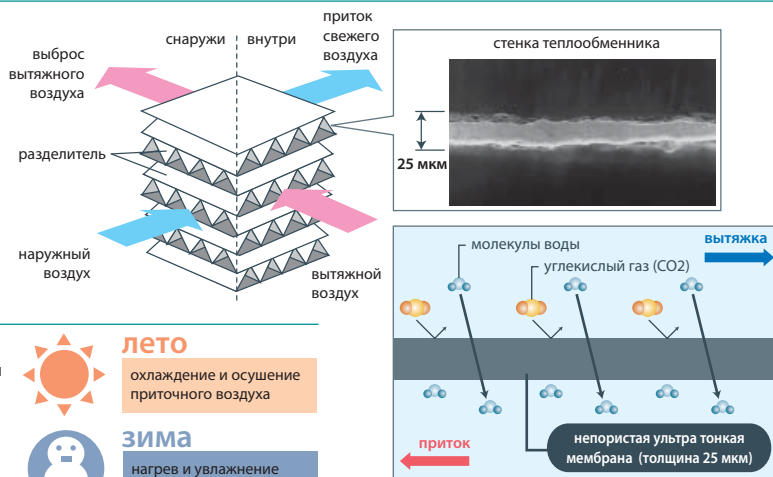 выброс
вытяжного
воздуха
снаружи
внутри
приток
свежего
воздуха
разделитель
наружный
воздух
вытяжной
воздух
стенка теплообменника
25 мкм
молекулы воды
углекислый газ (CO2)
вытяжка
приток
непористая ультра тонкая
мембрана (толщина 25 мкм)
лето
охлаждение и осушение
приточного воздуха
зима
нагрев и увлажнение